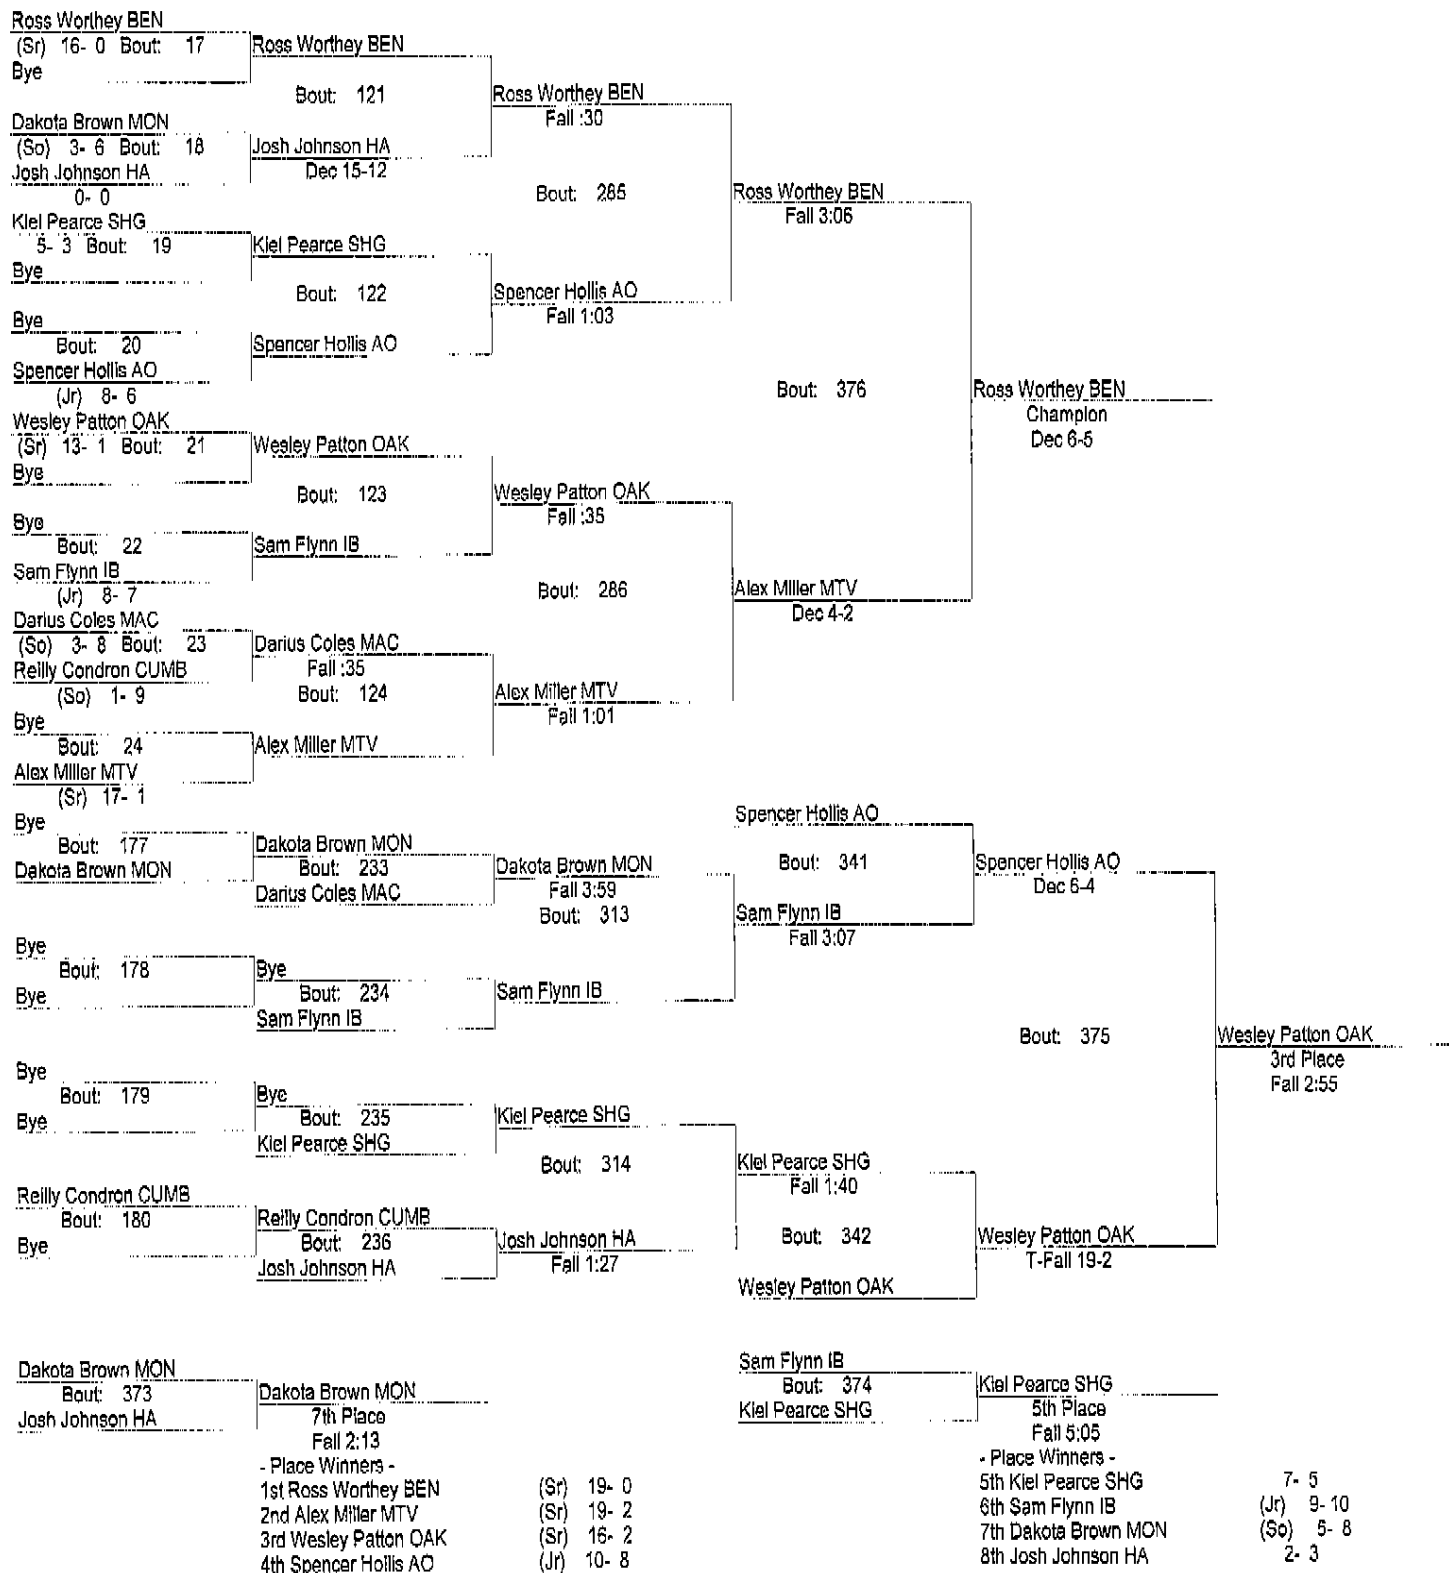 Ross Worthey BEN
(Sr) 16- 0 Bout: 17
Bye
Ross Worthey BEN
Bout: 121
Dakota Brown MON
(So) 3- 6 Bout: 18
Josh Johnson HA
0- 0
Josh Johnson HA
Dec 15-12
Ross Worthey BEN
Fall :30
Bout: 285
Kiel Pearce SHG
5- 3 Bout: 19
Bye
Kiel Pearce SHG
Bout: 122
Bye
Bout: 20
Spencer Hollis AO
(Jr) 8- 6
Spencer Hollis AO
Spencer Hollis AO
Fall 1:03
Ross Worthey BEN
Fall 3:06
Bout: 376
Ross Worthey BEN
Champion
Dec 6-5
Wesley Patton OAK
(Sr) 13- 1 Bout: 21
Bye
Wesley Patton OAK
Bout: 123
Bye
Bout: 22
Sam Flynn IB
(Jr) 8- 7
Sam Flynn IB
Wesley Patton OAK
Fall :35
Bout: 286
Darius Coles MAC
(So) 3- 8 Bout: 23
Reilly Condron CUMB
(So) 1- 9
Darius Coles MAC
Fall :35
Bout: 124
Bye
Bout: 24
Alex Miller MTV
(Sr) 17- 1
Alex Miller MTV
Alex Miller MTV
Fall 1:01
Alex Miller MTV
Dec 4-2
Bye
Bout: 177
Dakota Brown MON
Dakota Brown MON
Bout: 233
Darius Coles MAC
Dakota Brown MON
Fall 3:59
Bout: 313
Bye
Bout: 178
Bye
Bye
Bout: 234
Sam Flynn IB
Sam Flynn IB
Spencer Hollis AO
Bout: 341
Sam Flynn IB
Fall 3:07
Spencer Hollis AO
Dec 6-4
Bout: 375
Wesley Patton OAK
3rd Place
Fall 2:55
Bye
Bout: 179
Bye
Bye
Bout: 235
Kiel Pearce SHG
Kiel Pearce SHG
Bout: 314
Reilly Condron CUMB
Bout: 180
Bye
Reilly Condron CUMB
Bout: 236
Josh Johnson HA
Josh Johnson HA
Fall 1:27
Kiel Pearce SHG
Fall 1:40
Bout: 342
Wesley Patton OAK
Wesley Patton OAK
T-Fall 19-2
Dakota Brown MON
Bout: 373
Josh Johnson HA
Dakota Brown MON
7th Place
Fall 2:13
Sam Flynn IB
Bout: 374
Kiel Pearce SHG
Kiel Pearce SHG
5th Place
Fall 5:05
- Place Winners -
1st Ross Worthey BEN (Sr) 19- 0
2nd Alex Miller MTV (Sr) 19- 2
3rd Wesley Patton OAK (Sr) 16- 2
4th Spencer Hollis AO (Jr) 10- 8
- Place Winners -
5th Kiel Pearce SHG 7- 5
6th Sam Flynn IB (Jr) 9- 10
7th Dakota Brown MON (So) 5- 8
8th Josh Johnson HA 2- 3